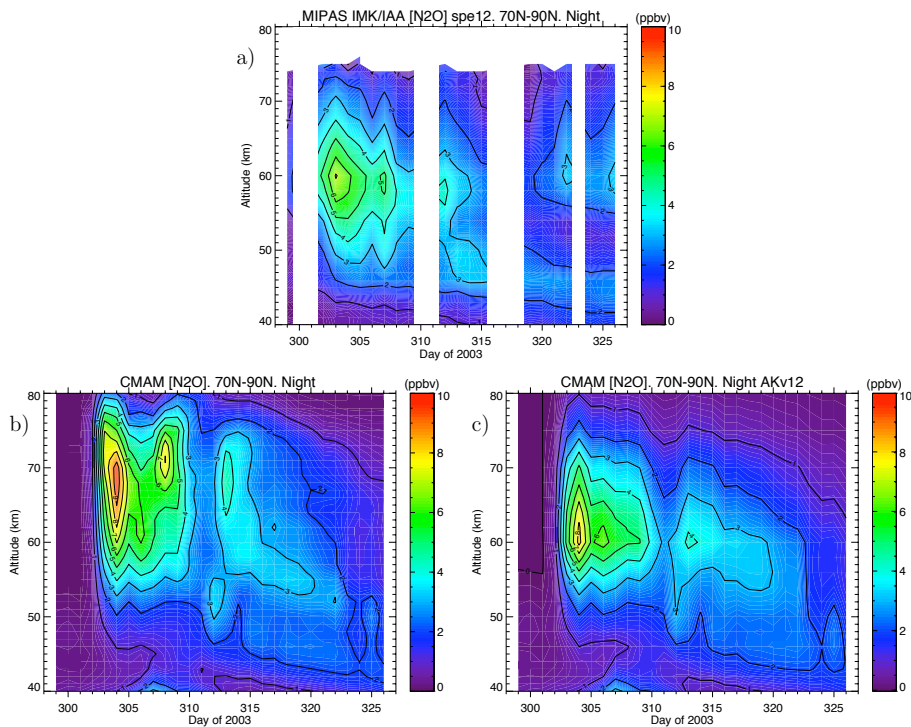 MIPAS IMK/IAA [N2O] spe12. 70N-90N. Night
(ppbv)
a)
80
70
60
50
40
Altitude (km)
300 305 310 315 320 325
Day of 2003
10
8
6
4
2
0
CMAM [N2O]. 70N-90N. Night
(ppbv)
b)
80
70
60
50
40
Altitude (km)
300 305 310 315 320 325
Day of 2003
10
8
6
4
2
0
CMAM [N2O]. 70N-90N. Night AKv12
(ppbv)
c)
80
70
60
50
40
Altitude (km)
300 305 310 315 320 325
Day of 2003
10
8
6
4
2
0